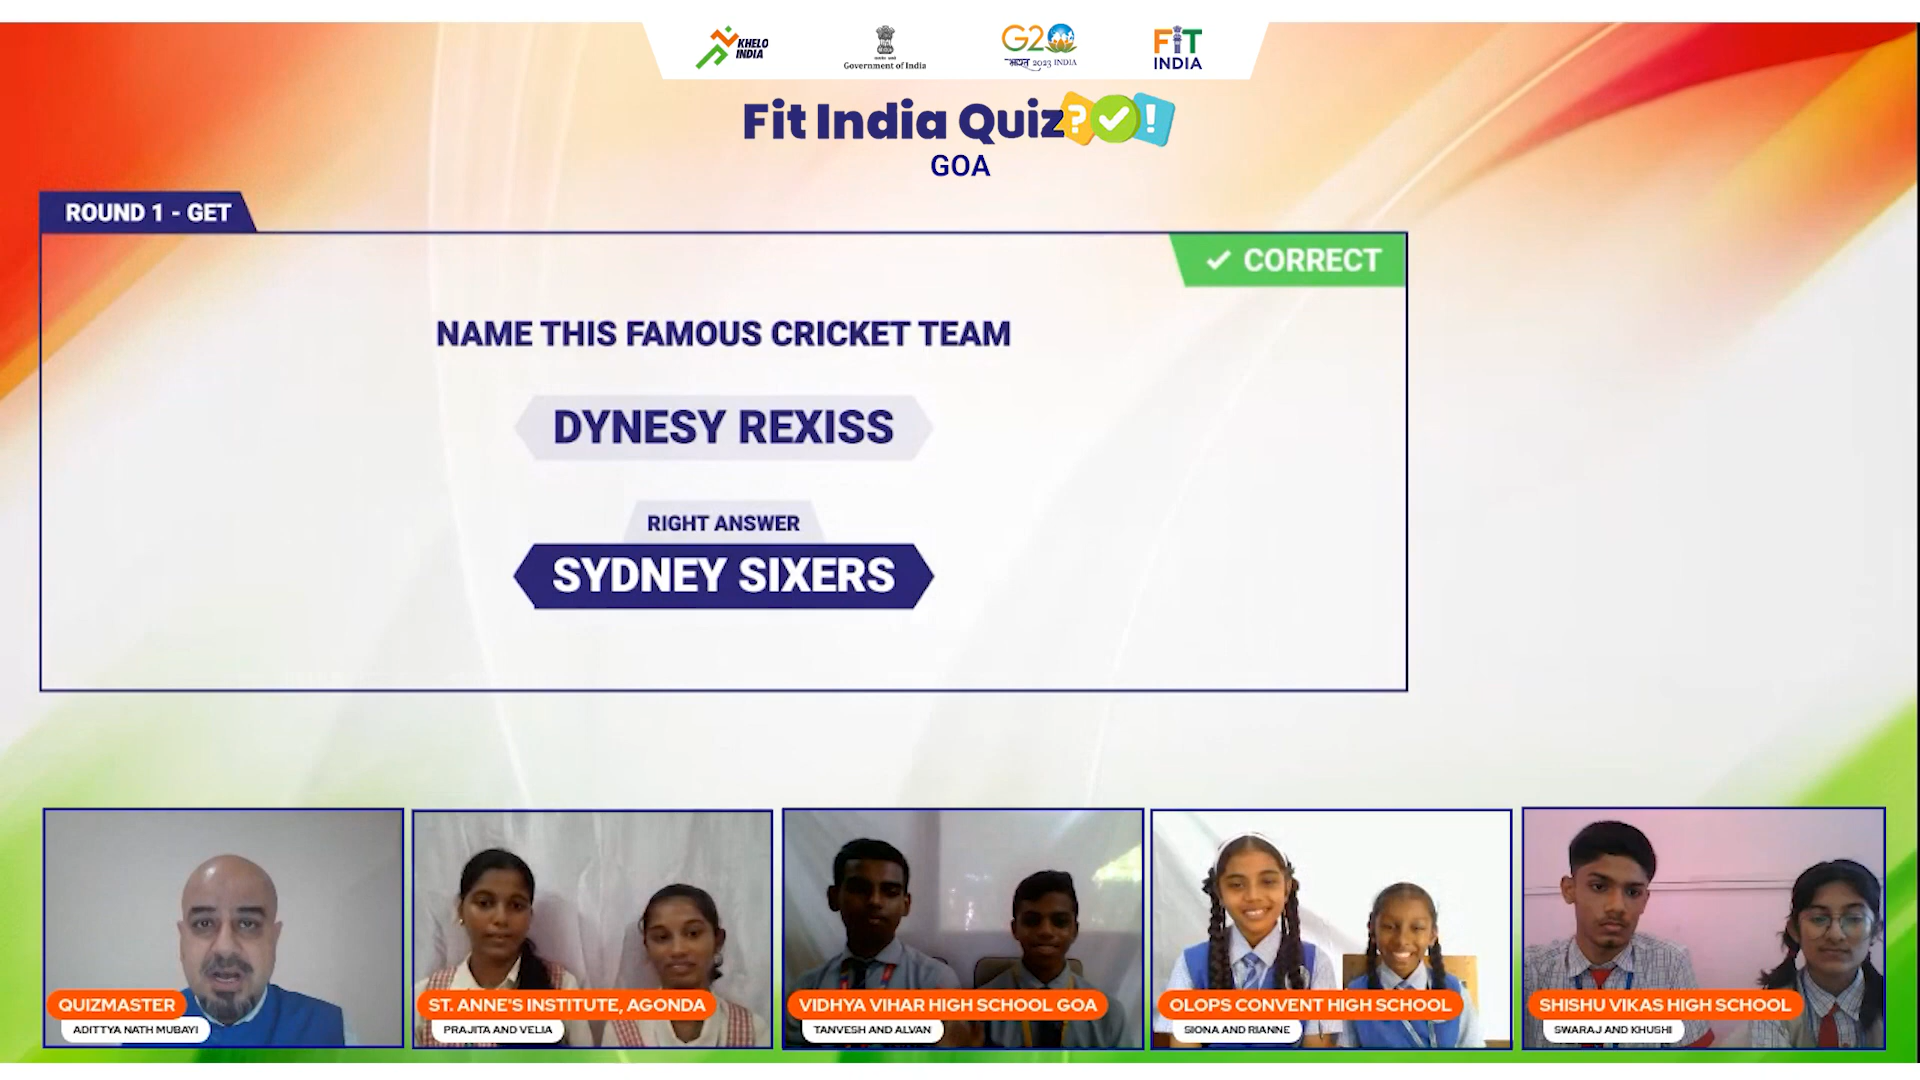 KHELO
INDIA
Government of India
G20
भारत 2023 INDIA
FIT
INDIA
Fit India Quiz?!
GOA
ROUND 1 - GET
CORRECT
NAME THIS FAMOUS CRICKET TEAM
DYNESY REXISS
RIGHT ANSWER
SYDNEY SIXERS
QUIZMASTER
ADITTYA NATH MUBAYI
ST. ANNE'S INSTITUTE, AGONDA
PRAJITA AND VELIA
VIDHYA VIHAR HIGH SCHOOL GOA
TANVESH AND ALVAN
OLOPS CONVENT HIGH SCHOOL
SIONA AND RIANNE
SHISHU VIKAS HIGH SCHOOL
SWARAJ AND KHUSHI